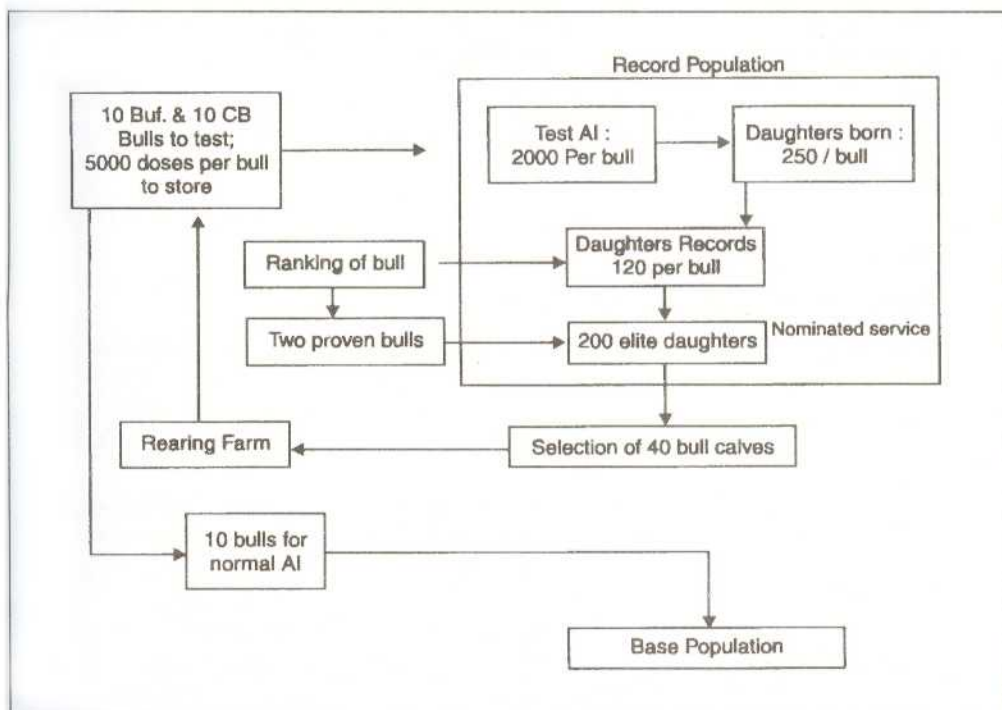 Record Population
10 Buf. & 10 CB
Bulls to test;
5000 doses per bull
to store
Test AI :
2000 Per bull
Daughters born :
250 / bull
Ranking of bull
Daughters Records
120 per bull
Two proven bulls
200 elite daughters
Nominated service
Rearing Farm
Selection of 40 bull calves
10 bulls for
normal AI
Base Population